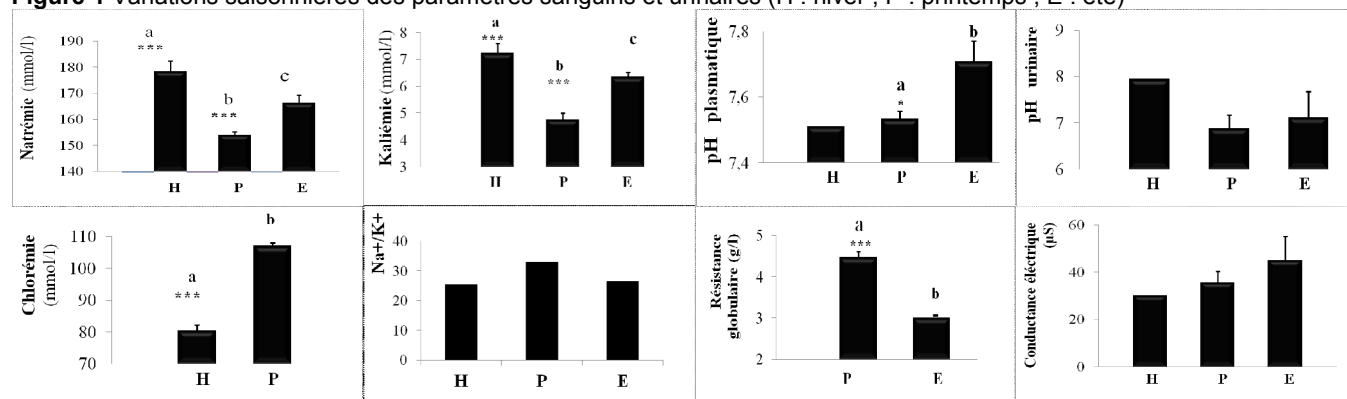 Figure 1 Variations saisonnières des paramètres sanguins et urinaires (H : hiver ; P : printemps ; E : été)
Natrémie (mmol/l)
190
180
170
160
150
140
a
***
b
***
c
H P E
Kaliémie (mmol/l)
8
7
6
5
4
3
a
***
b
***
c
H P E
pH plasmatique
7,8
7,6
7,4
a
*
b
H P E
pH urinaire
9
8
7
6
H P E
Chlorémie
(mmol/l)
110
100
90
80
70
a
***
b
H P
Na+/K+
40
30
20
10
0
H P E
Résistance
globulaire (g/l)
5
4
3
2
a
***
b
P E
Conductance éléctrique
(µS)
60
40
20
0
H P E